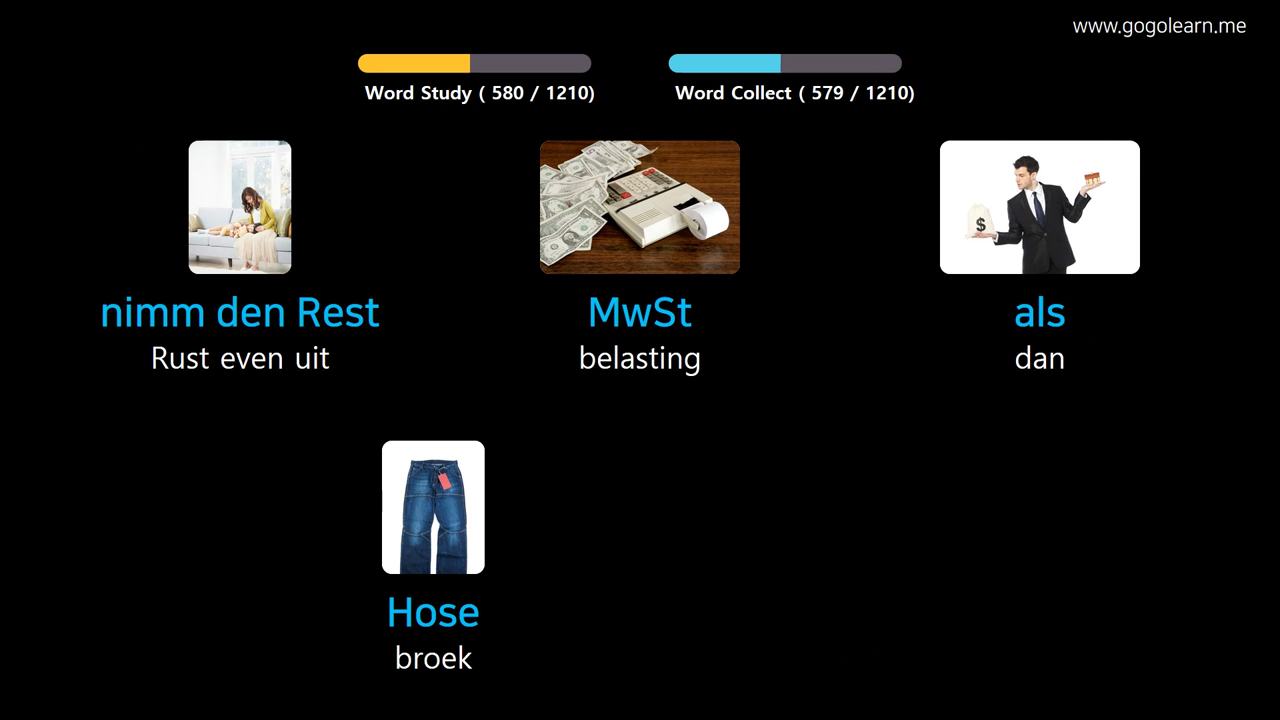 www.gogolearn.me
Word Study ( 580 / 1210)
Word Collect ( 579 / 1210)
$
nimm den Rest
Rust even uit
MwSt
belasting
als
dan
Hose
broek